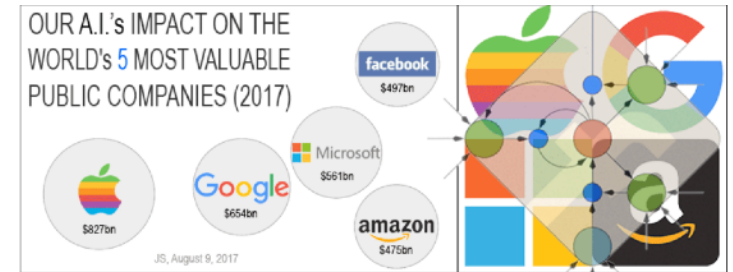 OUR A.I.'s IMPACT ON THE
WORLD's 5 MOST VALUABLE
PUBLIC COMPANIES (2017)
facebook
$497bn
Microsoft
$561bn
$827bn
Google
$654bn
amazon
$475bn
JS, August 9, 2017